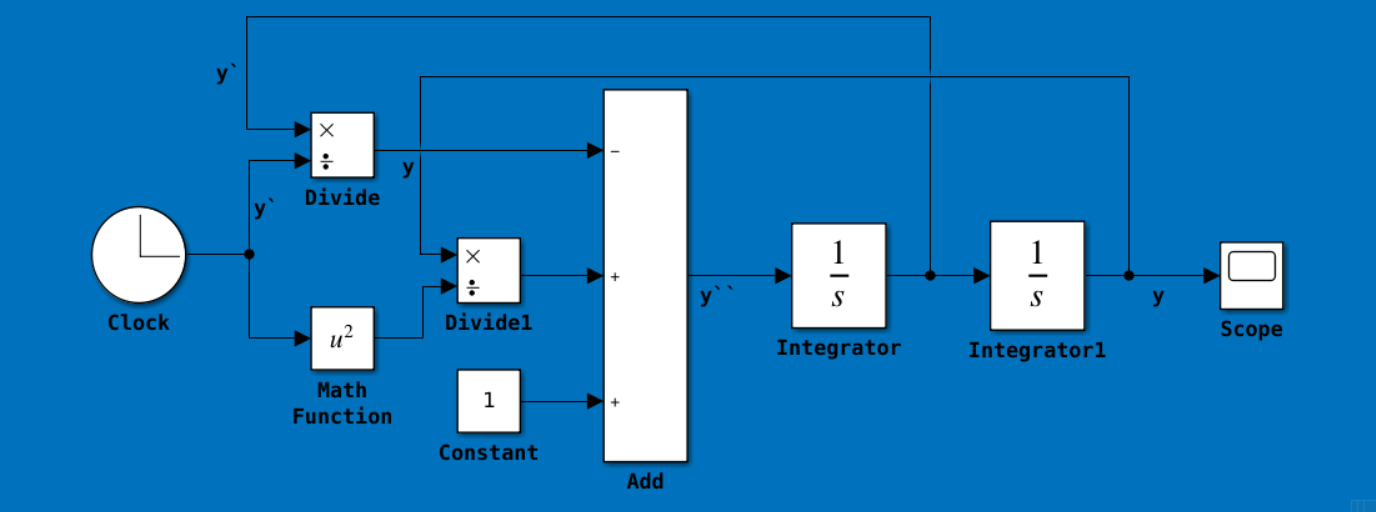 y`
×
÷
Divide
−
y
y`
Clock
×
÷
Divide1
+
y``
1
s
Integrator
1
s
Integrator1
y
Scope
u²
Math
Function
1
Constant
+
Add